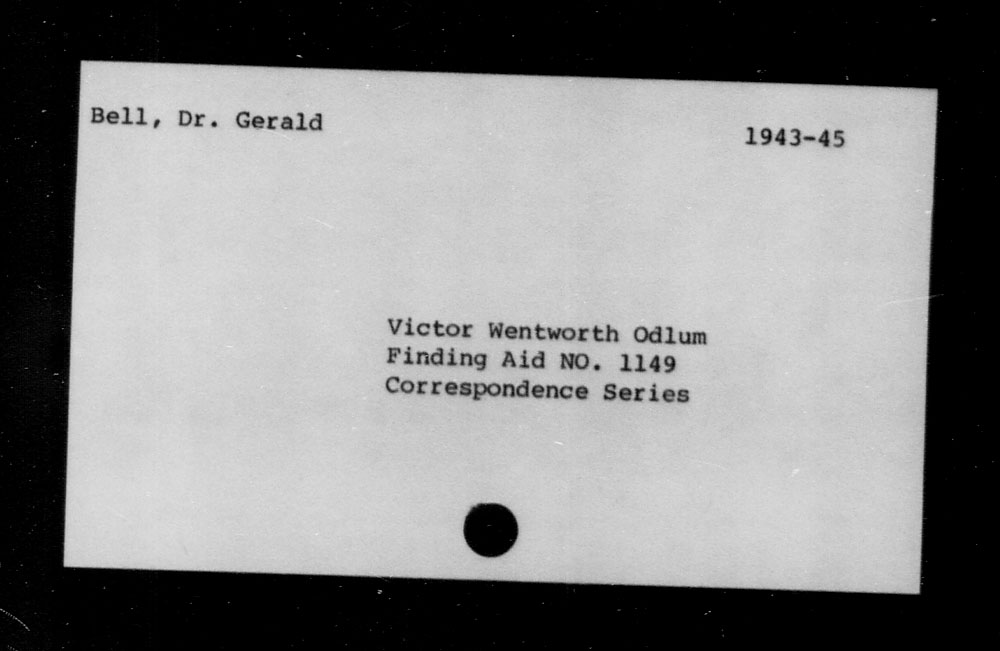 Bell, Dr. Gerald
1943-45
Victor Wentworth Odlum
Finding Aid NO. 1149
Correspondence Series